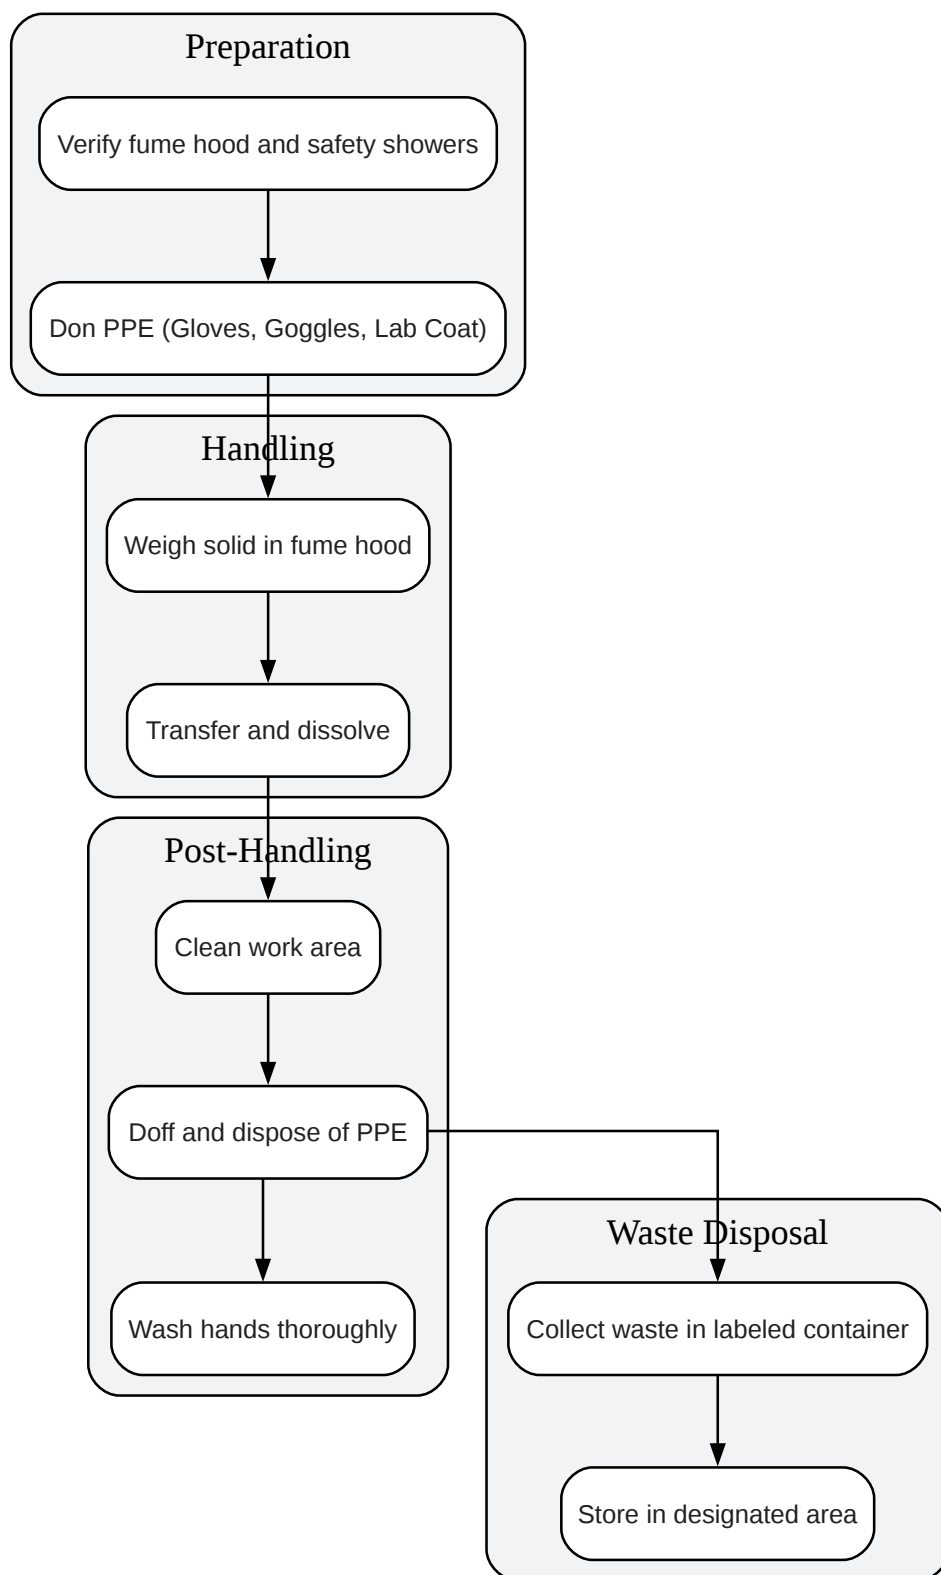 Preparation
Verify fume hood and safety showers
Don PPE (Gloves, Goggles, Lab Coat)
Handling
Weigh solid in fume hood
Transfer and dissolve
Post-Handling
Clean work area
Doff and dispose of PPE
Wash hands thoroughly
Waste Disposal
Collect waste in labeled container
Store in designated area